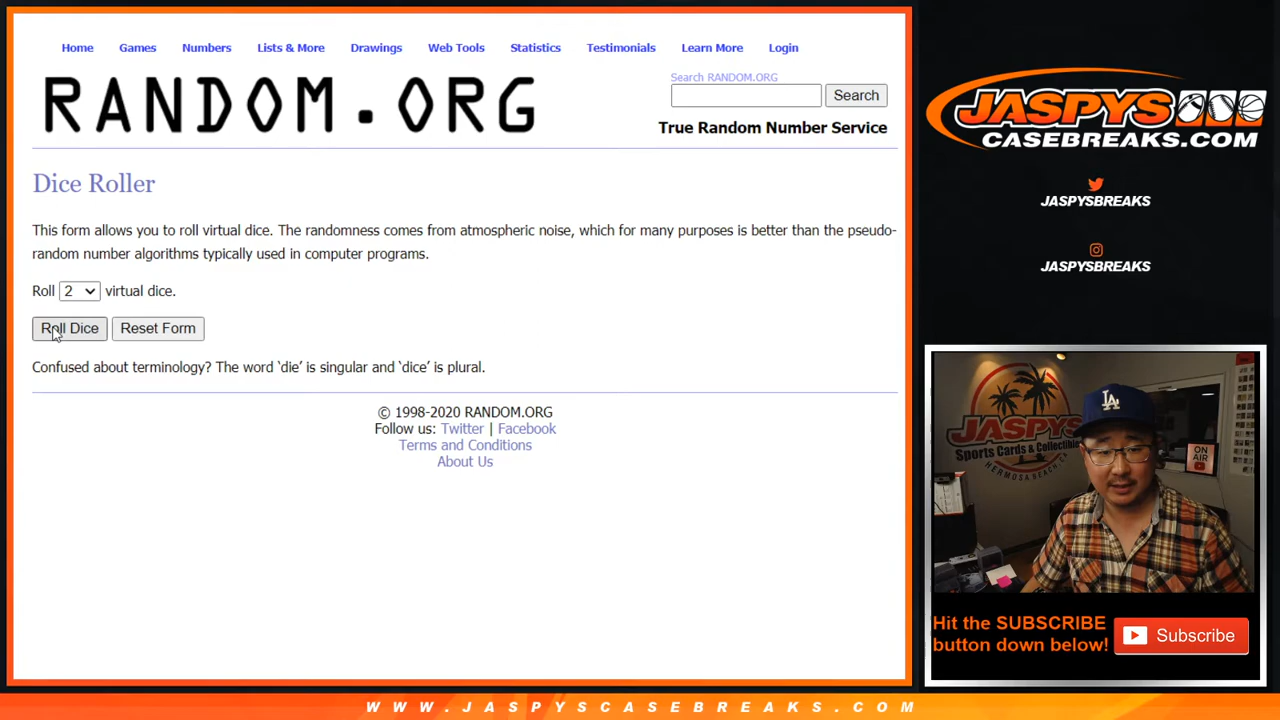 Home Games Numbers Lists & More Drawings Web Tools Statistics Testimonials Learn More Login
RANDOM.ORG
Search RANDOM.ORG
Search
True Random Number Service
Dice Roller
This form allows you to roll virtual dice. The randomness comes from atmospheric noise, which for many purposes is better than the pseudo-
random number algorithms typically used in computer programs.
Roll 2 virtual dice.
Roll Dice Reset Form
Confused about terminology? The word ‘die’ is singular and ‘dice’ is plural.
© 1998-2020 RANDOM.ORG
Follow us: Twitter | Facebook
Terms and Conditions
About Us
JASPYS
CASEBREAKS.COM
JASPYSBREAKS
JASPYSBREAKS
JASPYS
Sports Cards & Collectibles
HERMOSA BEACH, CA
LA
ON
AIR
Hit the SUBSCRIBE
button down below!
Subscribe
WWW.JASPYSCASEBREAKS.COM